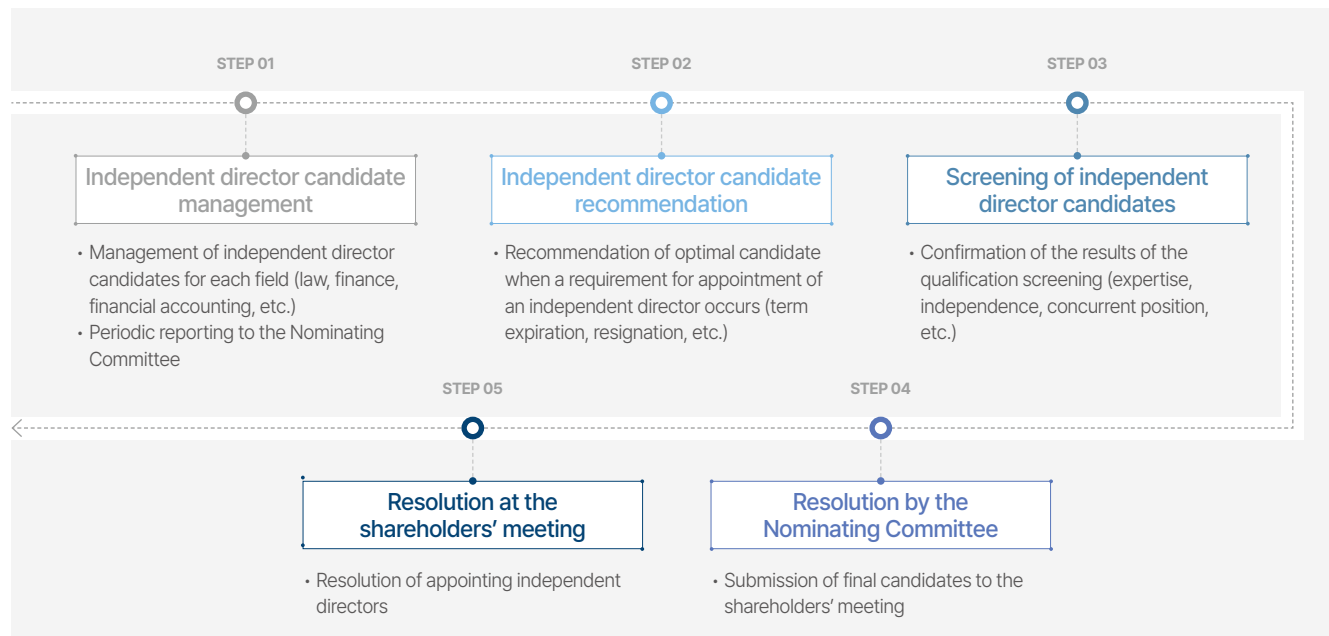 STEP 01
Independent director candidate
management
• Management of independent director
candidates for each field (law, finance,
financial accounting, etc.)
• Periodic reporting to the Nominating
Committee
STEP 02
Independent director candidate
recommendation
• Recommendation of optimal candidate
when a requirement for appointment of
an independent director occurs (term
expiration, resignation, etc.)
STEP 03
Screening of independent
director candidates
• Confirmation of the results of the
qualification screening (expertise,
independence, concurrent position,
etc.)
STEP 04
Resolution by the
Nominating Committee
• Submission of final candidates to the
shareholders’ meeting
STEP 05
Resolution at the
shareholders’ meeting
• Resolution of appointing independent
directors